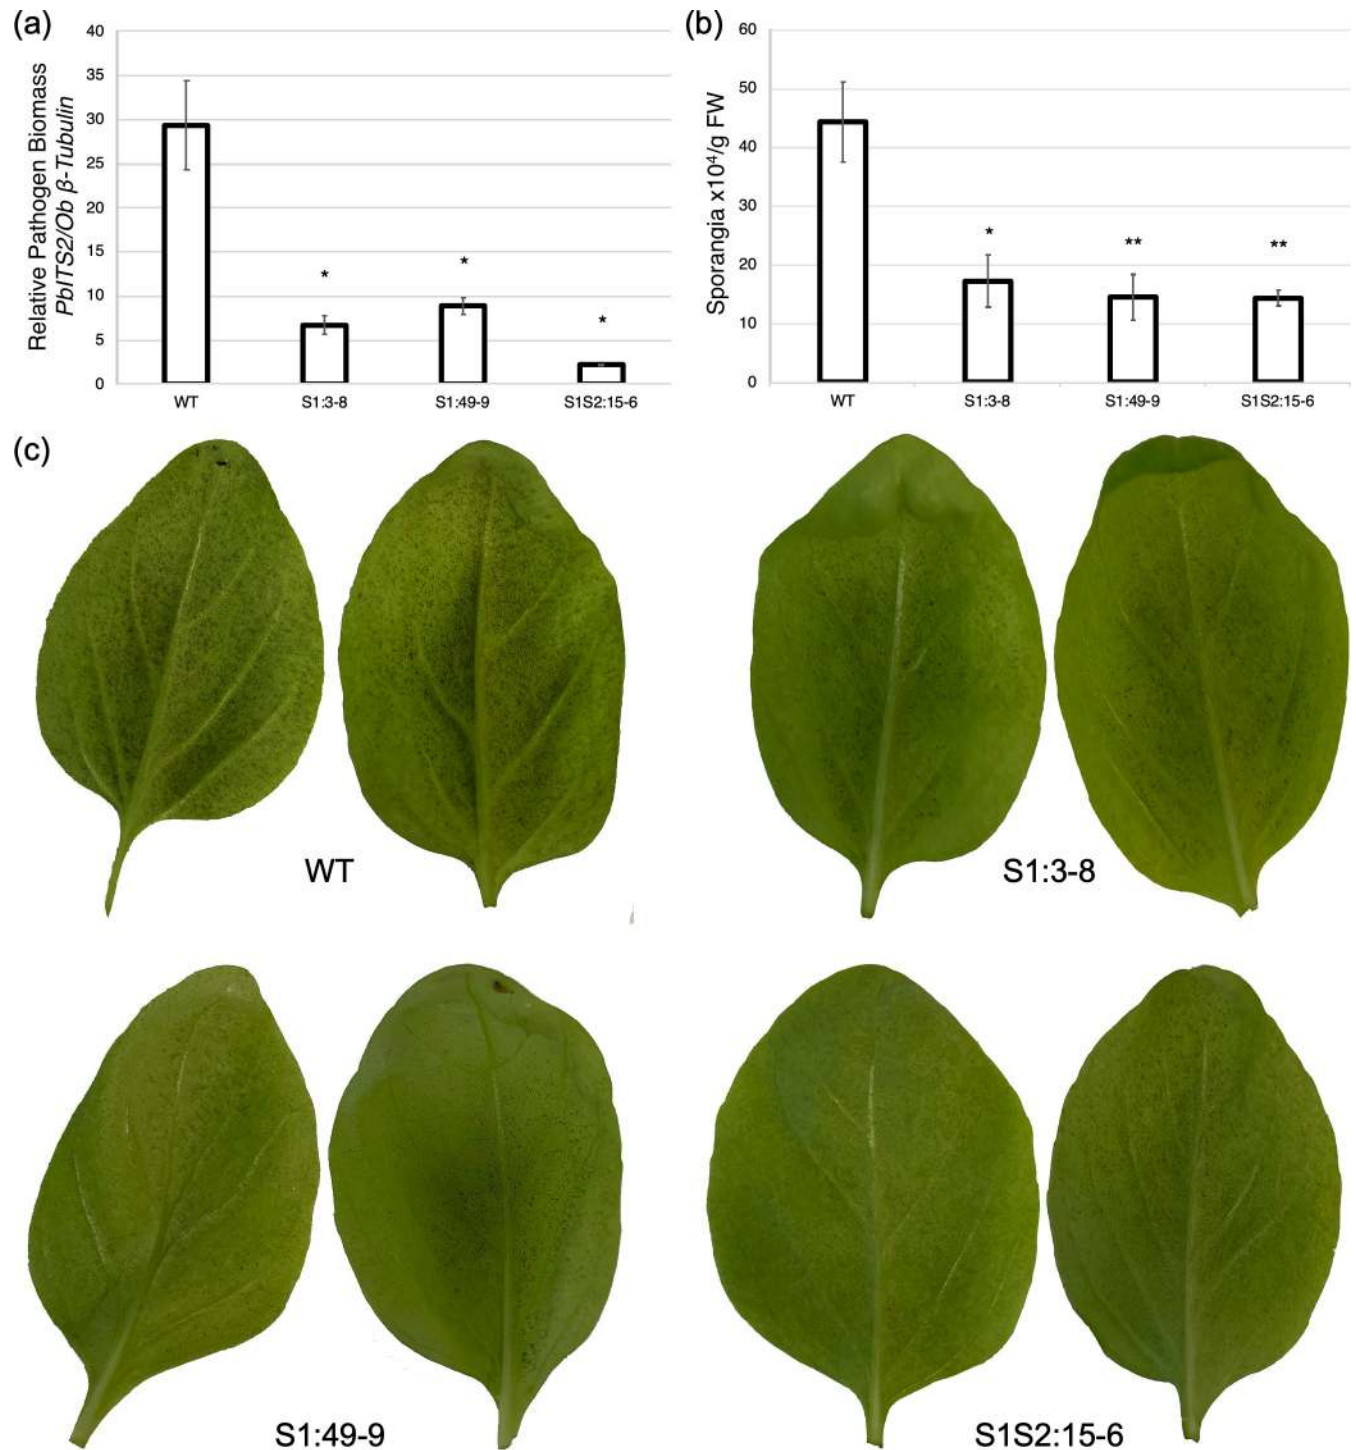 (a)
Relative Pathogen Biomass
PbITS2/Ob β-Tubulin
40
35
30
25
20
15
10
5
0
*
*
*
WT
S1:3-8
S1:49-9
S1S2:15-6
(b)
Sporangia x10⁴/g FW
60
50
40
30
20
10
0
*
**
**
WT
S1:3-8
S1:49-9
S1S2:15-6
(c)
WT
S1:3-8
S1:49-9
S1S2:15-6